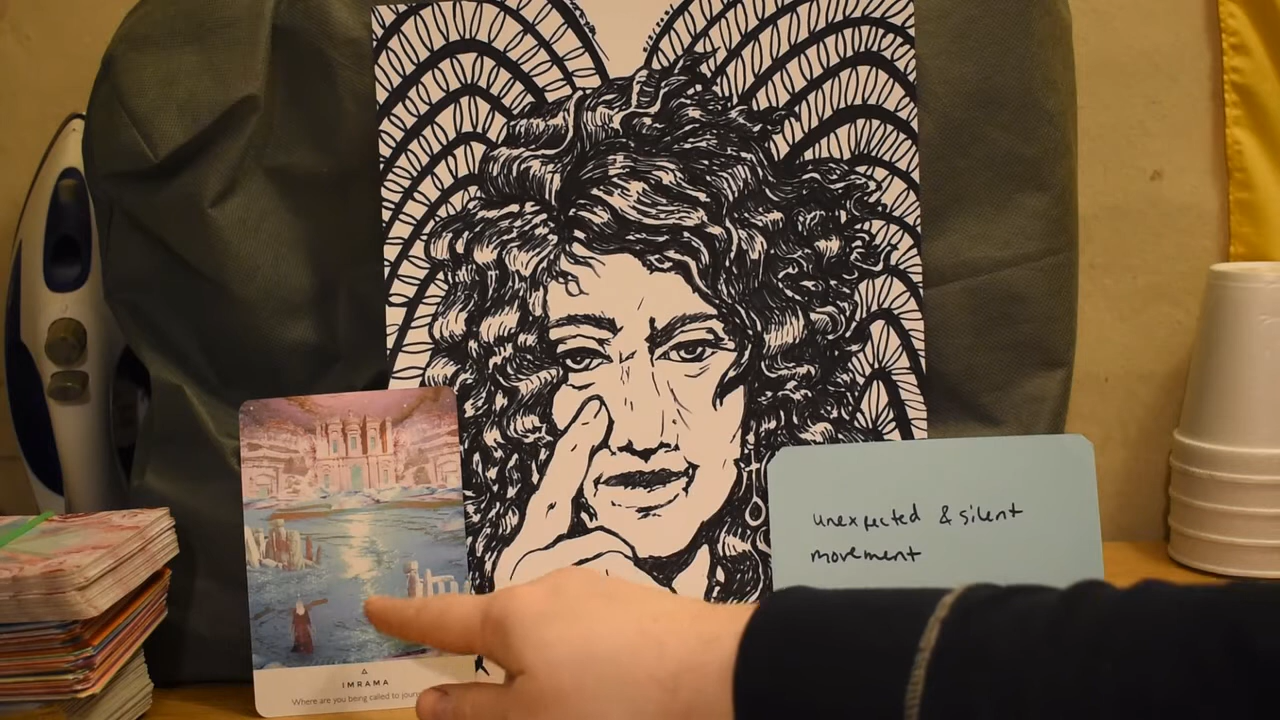 IMRAMA
Where are you being called to
unexpected & silent
movement